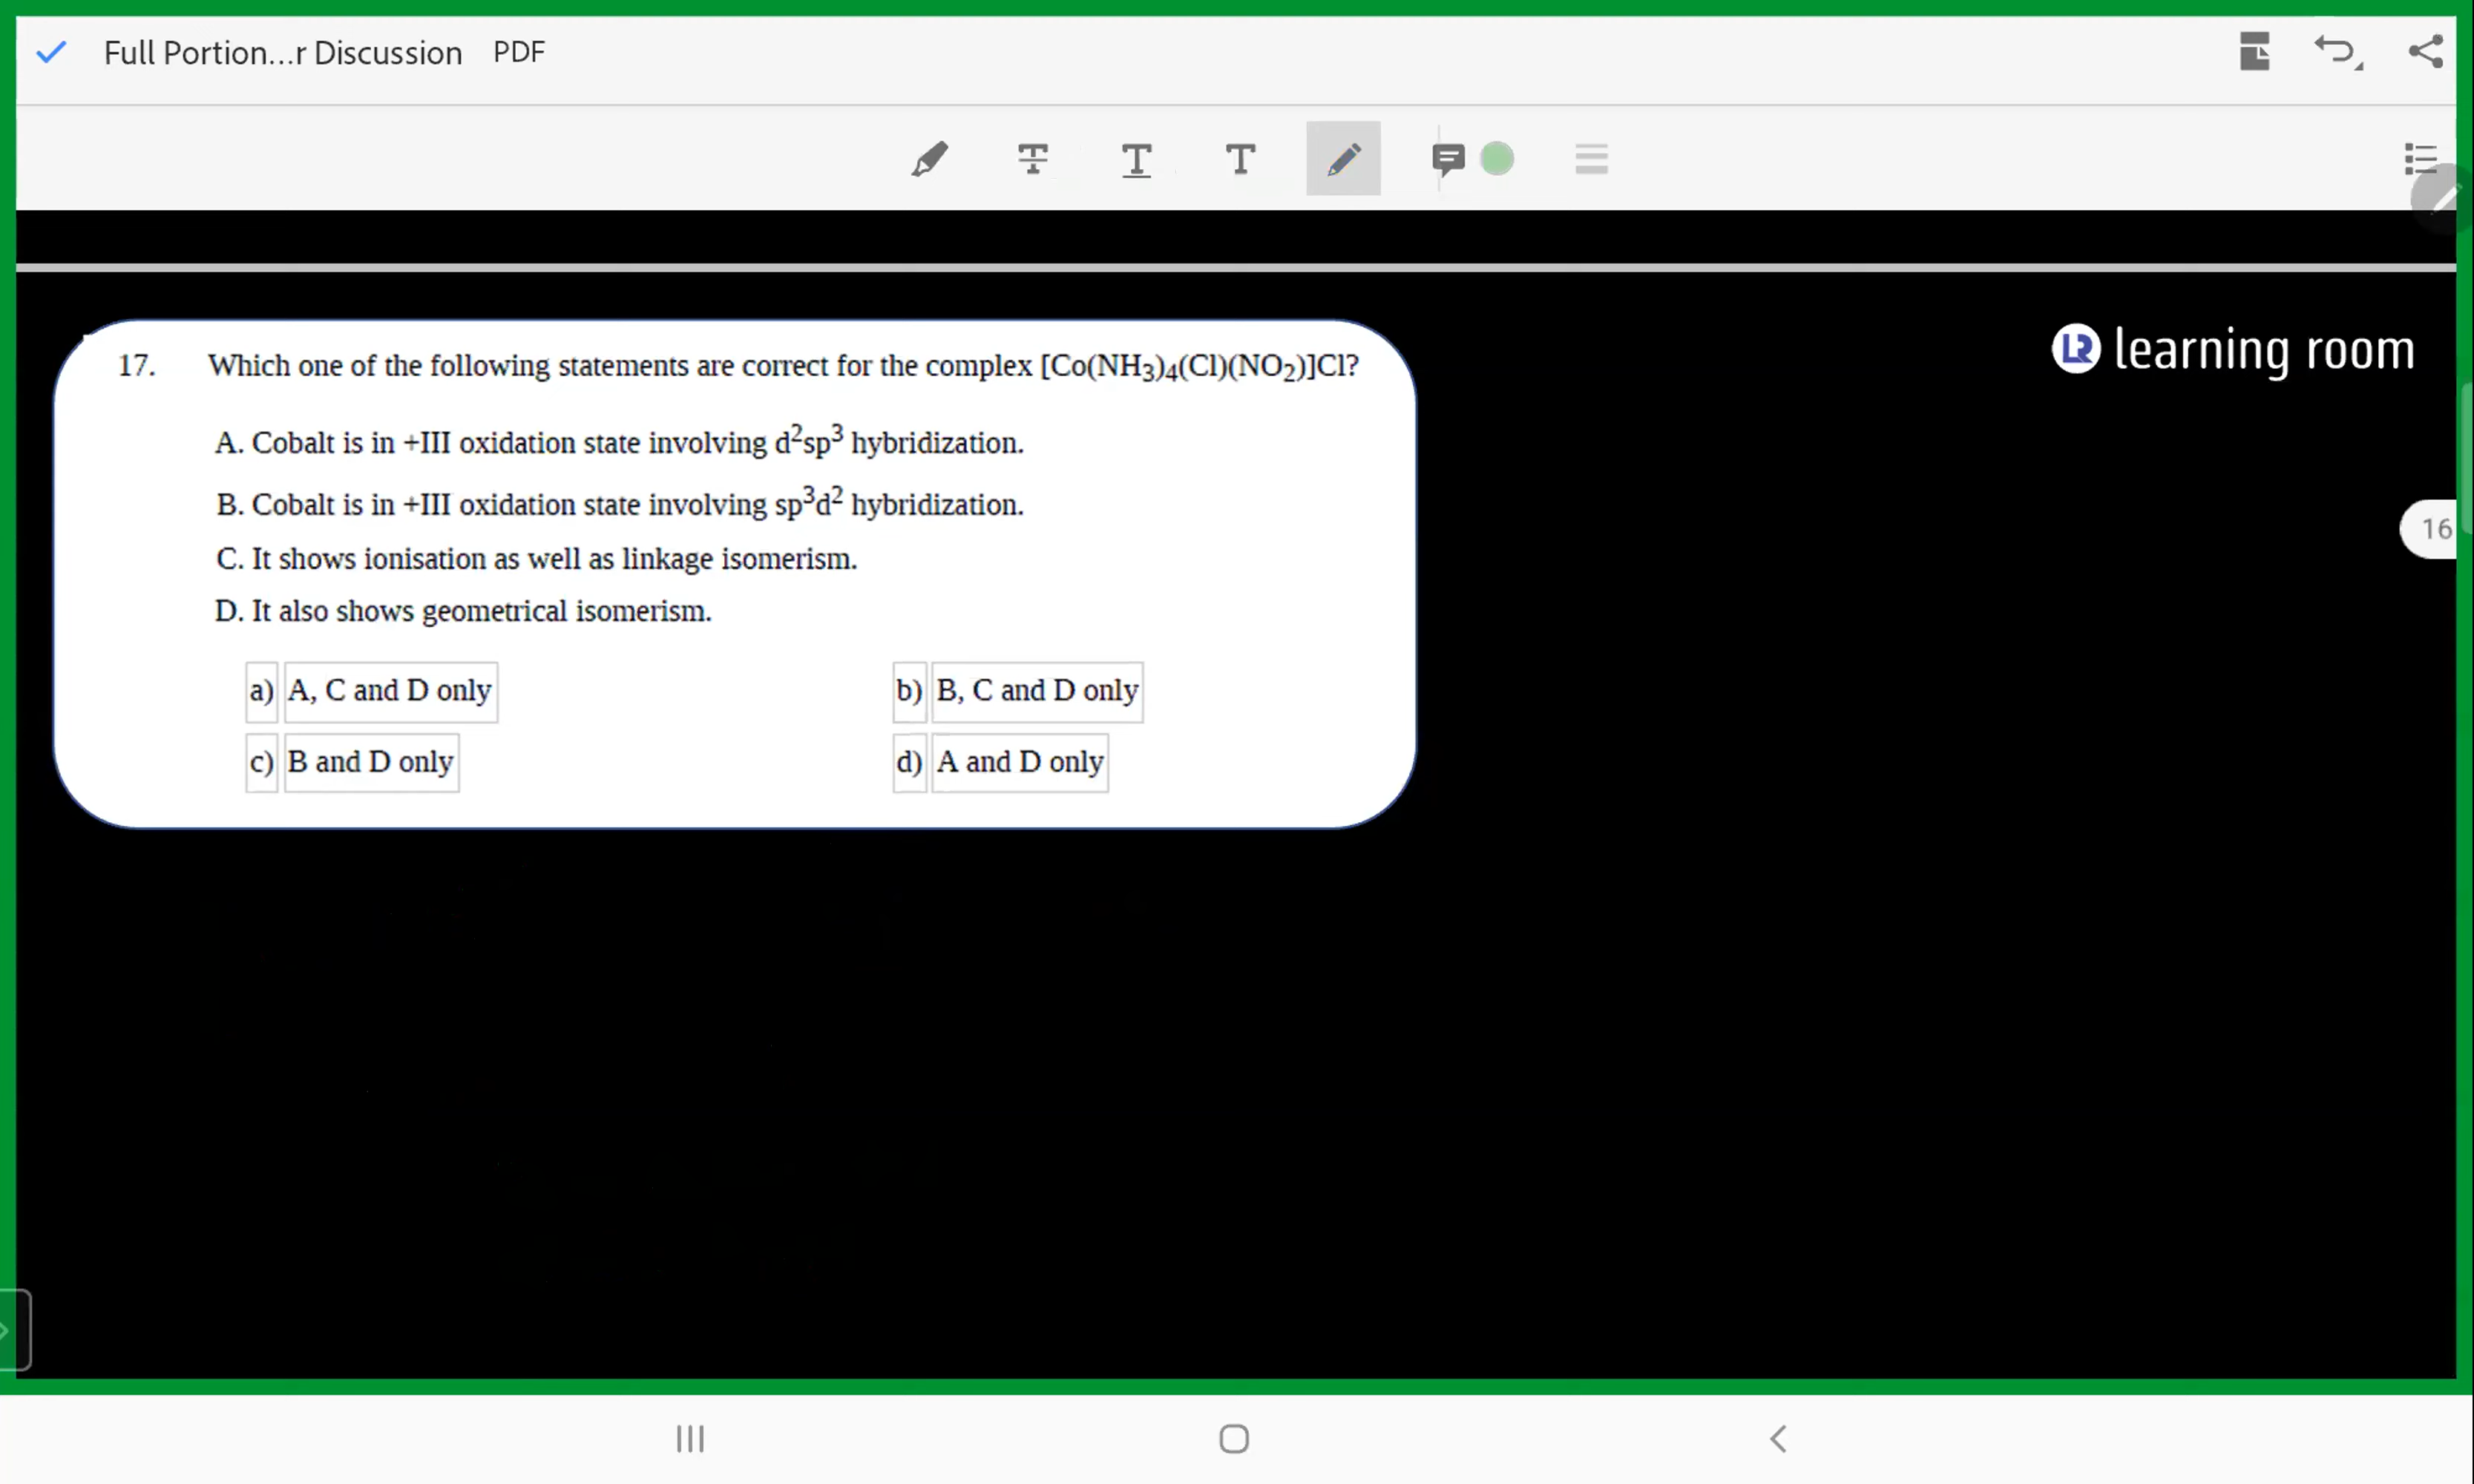 Full Portion...r Discussion PDF
learning room
17. Which one of the following statements are correct for the complex [Co(NH₃)₄(Cl)(NO₂)]Cl?
A. Cobalt is in +III oxidation state involving d²sp³ hybridization.
B. Cobalt is in +III oxidation state involving sp³d² hybridization.
C. It shows ionisation as well as linkage isomerism.
D. It also shows geometrical isomerism.
a) A, C and D only b) B, C and D only
c) B and D only d) A and D only
16